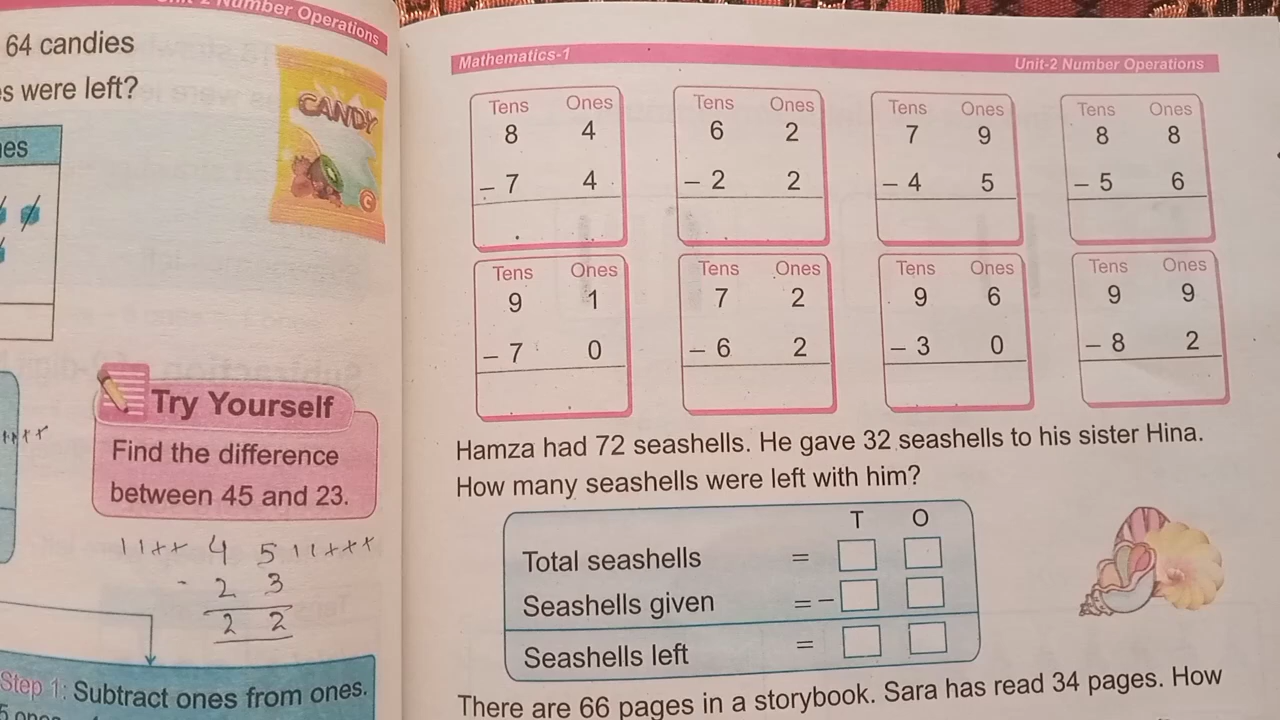 Unit-2 Number Operations
64 candies
s were left?
CANDY
C
es
Try Yourself
Find the difference
between 45 and 23.
4 5
- 2 3
2 2
Step 1: Subtract ones from ones.
Mathematics-1
Unit-2 Number Operations
Tens Ones Tens Ones Tens Ones Tens Ones
8 4 6 2 7 9 8 8
– 7 4 – 2 2 – 4 5 – 5 6
Tens Ones Tens Ones Tens Ones Tens Ones
9 1 7 2 9 6 9 9
– 7 0 – 6 2 – 3 0 – 8 2
Hamza had 72 seashells. He gave 32 seashells to his sister Hina.
How many seashells were left with him?
T O
Total seashells =
Seashells given = –
Seashells left =
There are 66 pages in a storybook. Sara has read 34 pages. How